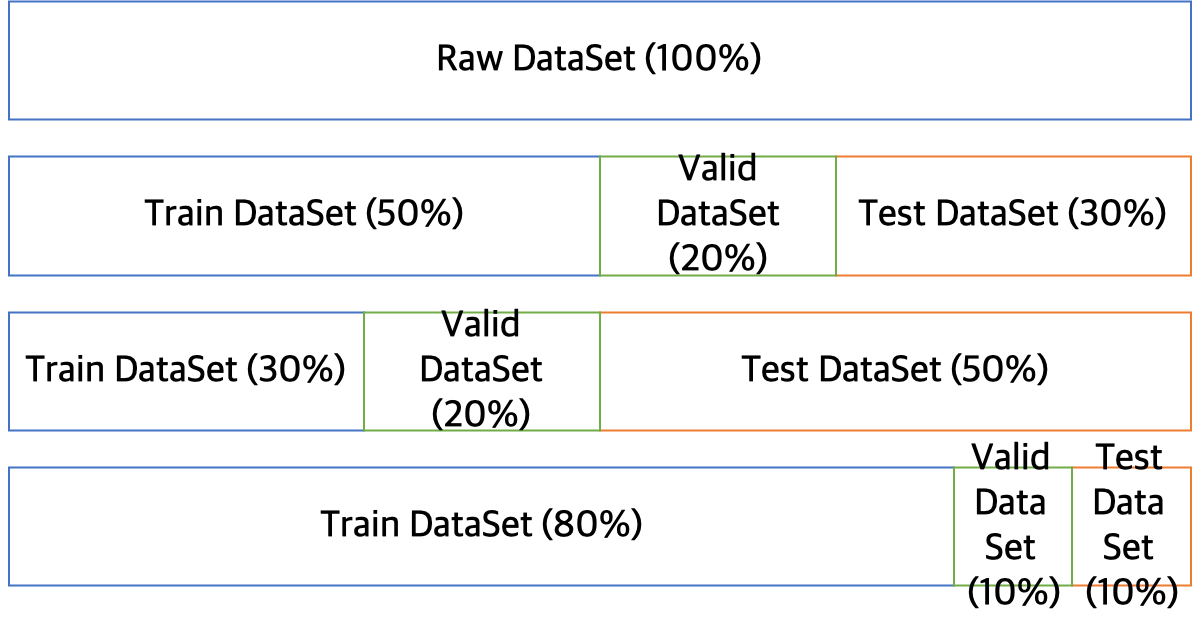 Raw DataSet (100%)
Train DataSet (50%)
Valid
DataSet
(20%)
Test DataSet (30%)
Train DataSet (30%)
Valid
DataSet
(20%)
Test DataSet (50%)
Train DataSet (80%)
Valid
Data
Set
(10%)
Test
Data
Set
(10%)